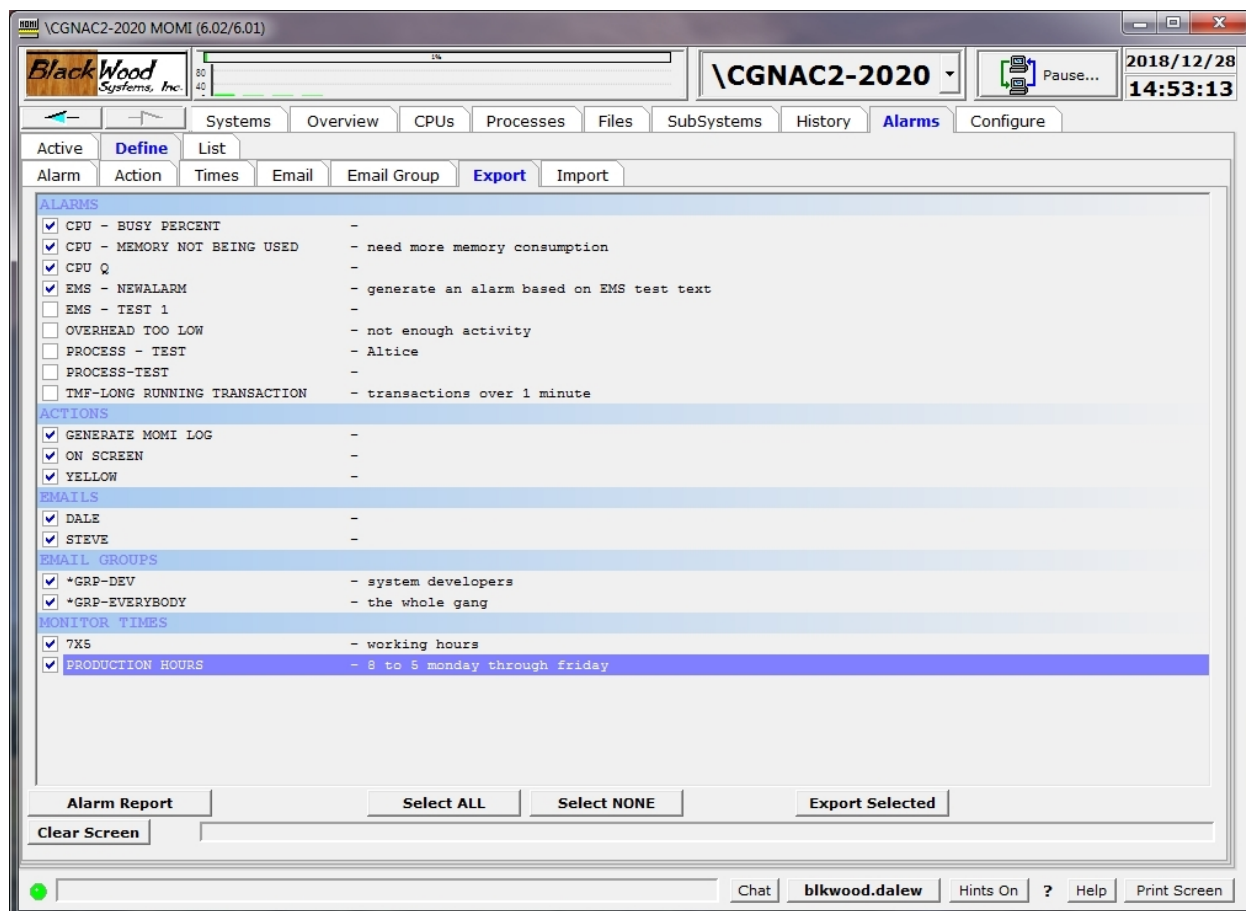 \CGNAC2-2020 MOMI (6.02/6.01)
BlackWood
Systems, Inc.
1%
80
40
\CGNAC2-2020
Pause...
2018/12/28
14:53:13
Systems Overview CPUs Processes Files SubSystems History Alarms Configure
Active Define List
Alarm Action Times Email Email Group Export Import
ALARMS
CPU - BUSY PERCENT -
CPU - MEMORY NOT BEING USED - need more memory consumption
CPU Q -
EMS - NEWALARM - generate an alarm based on EMS test text
EMS - TEST 1 -
OVERHEAD TOO LOW - not enough activity
PROCESS - TEST - Altice
PROCESS-TEST -
TMF-LONG RUNNING TRANSACTION - transactions over 1 minute
ACTIONS
GENERATE MOMI LOG -
ON SCREEN -
YELLOW -
EMAILS
DALE -
STEVE -
EMAIL GROUPS
*GRP-DEV - system developers
*GRP-EVERYBODY - the whole gang
MONITOR TIMES
7X5 - working hours
PRODUCTION HOURS - 8 to 5 monday through friday
Alarm Report Select ALL Select NONE Export Selected
Clear Screen
Chat blkwood.dalew Hints On ? Help Print Screen